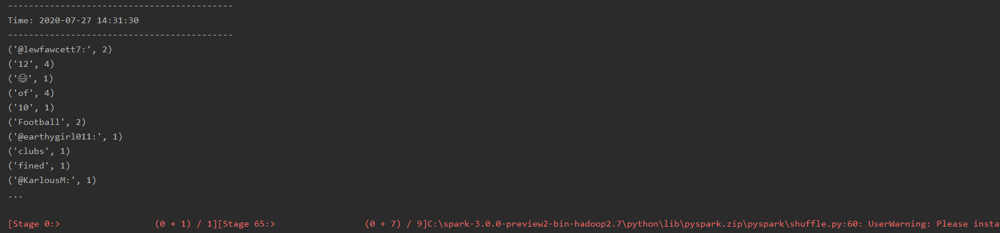 -------------------------------------------
Time: 2020-07-27 14:31:30
-------------------------------------------
('@lewfawcett7:', 2)
('12', 4)
('😂', 1)
('of', 4)
('10', 1)
('Football', 2)
('@earthygirl011:', 1)
('clubs', 1)
('fined', 1)
('@KarlousM:', 1)
...
[Stage 0:>                  (0 + 1) / 1][Stage 65:>                 (0 + 7) / 9]C:\spark-3.0.0-preview2-bin-hadoop2.7\python\lib\pyspark.zip\pyspark\shuffle.py:60: UserWarning: Please insta